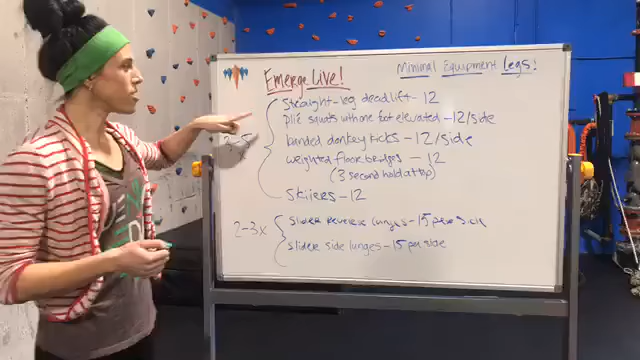 Emerge Live!
Minimal Equipment Legs!
Straight-leg deadlift - 12
plié squats with one foot elevated - 12/side
banded donkey kicks - 12/side
weighted floor bridges - 12
(3 second hold at top)
Skiiers - 12
2-3x
slider reverse lunges - 15 per side
slider side lunges - 15 per side